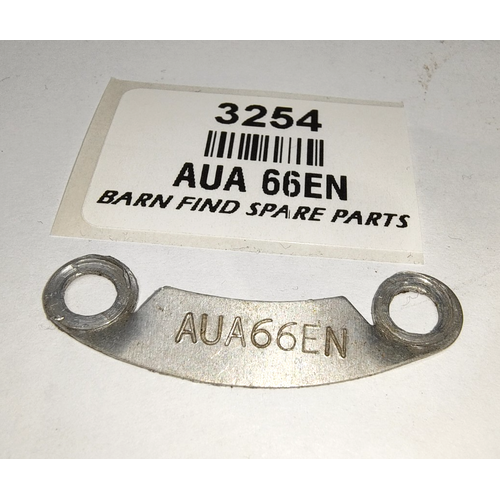 3254
AUA 66EN
BARN FIND SPARE PARTS
AUA66EN